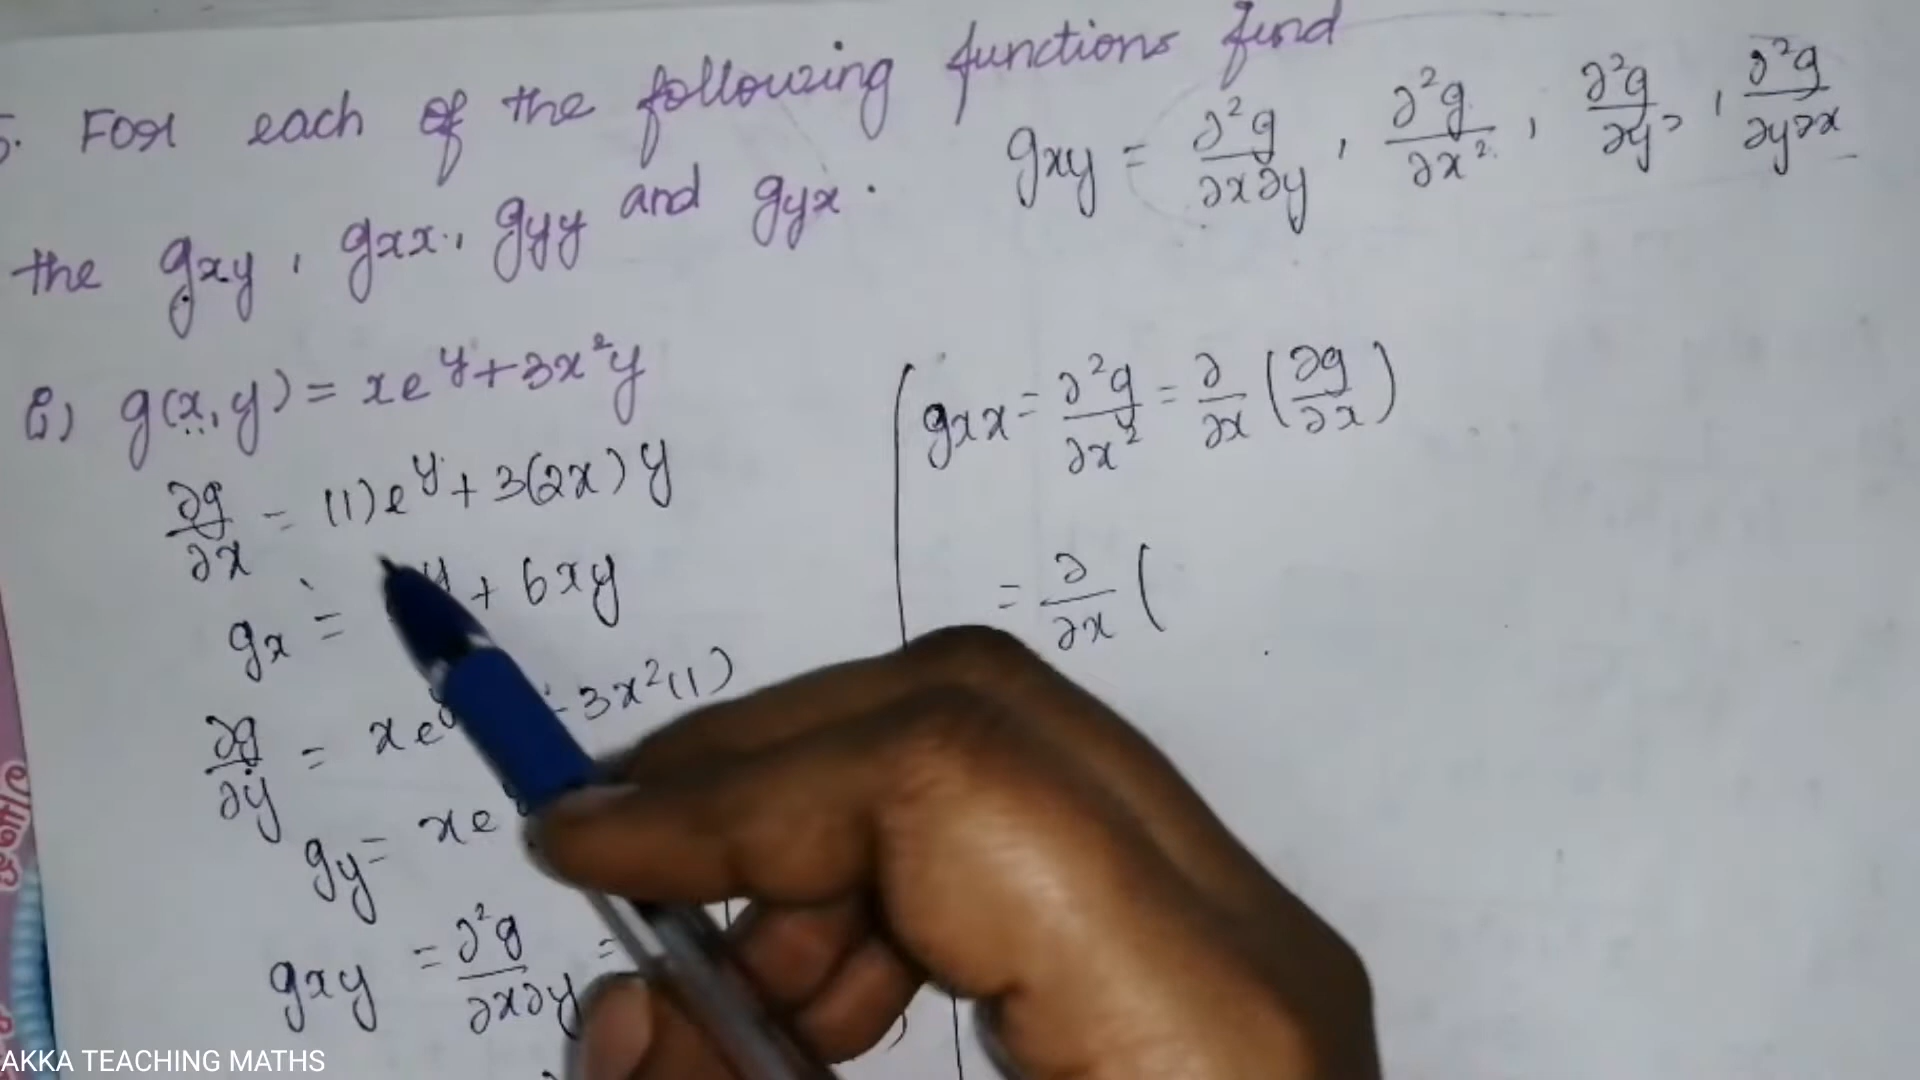 5. For each of the following functions find
the gxy, gxx, gyy and gyx.
gxy = ∂²g/∂x∂y, ∂²g/∂x², ∂²g/∂y², ∂²g/∂y∂x
g(x, y) = xe^y + 3x²y
∂g/∂x = (1)e^y + 3(2x)y
gx = y + 6xy
∂g/∂y = xe 3x²(1)
gy = xe
gxy = ∂²g/∂x∂y =
gxx = ∂²g/∂x² = ∂/∂x (∂g/∂x)
= ∂/∂x (
AKKA TEACHING MATHS